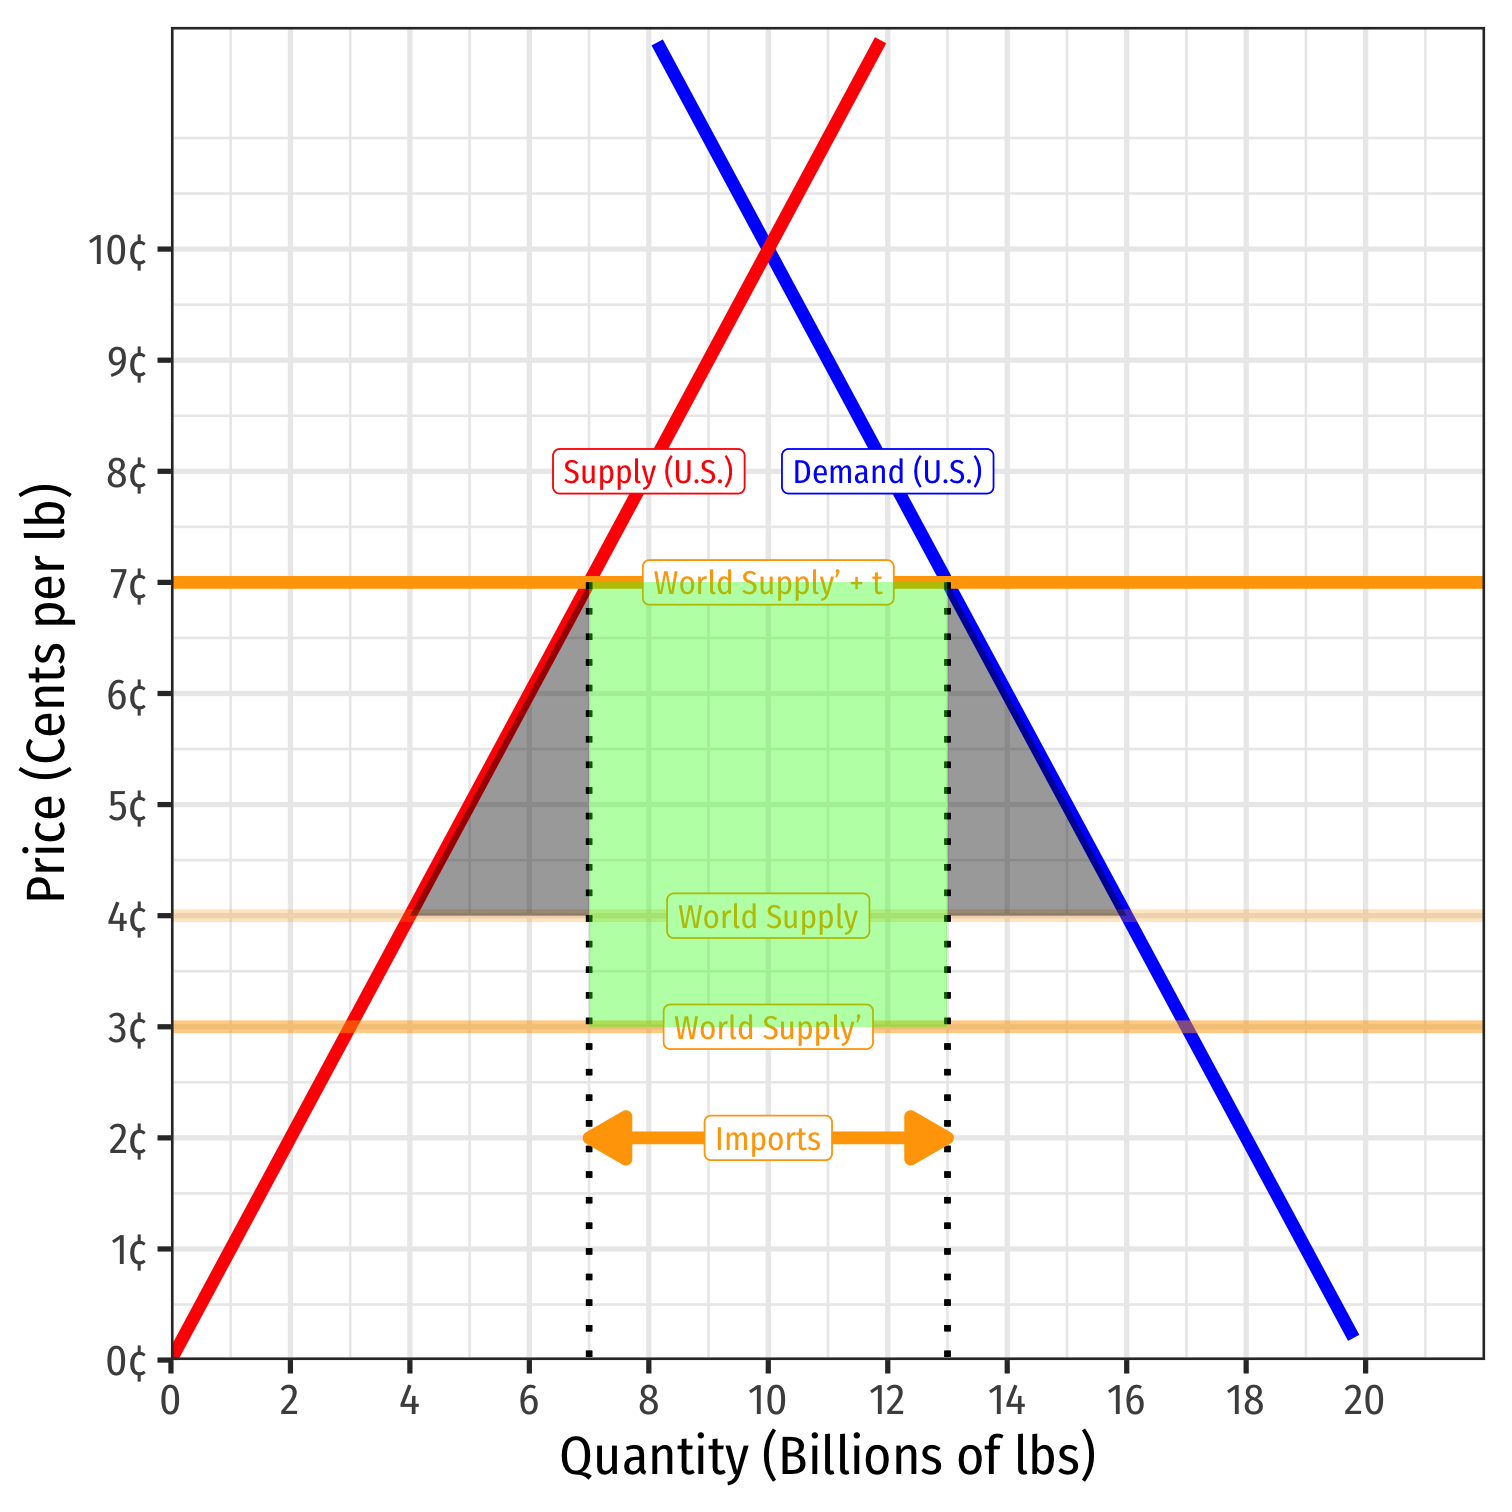 Price (Cents per lb)
10¢
9¢
8¢
7¢
6¢
5¢
4¢
3¢
2¢
1¢
0¢
Supply (U.S.)
Demand (U.S.)
World Supply’ + t
World Supply
World Supply’
Imports
0 2 4 6 8 10 12 14 16 18 20
Quantity (Billions of lbs)